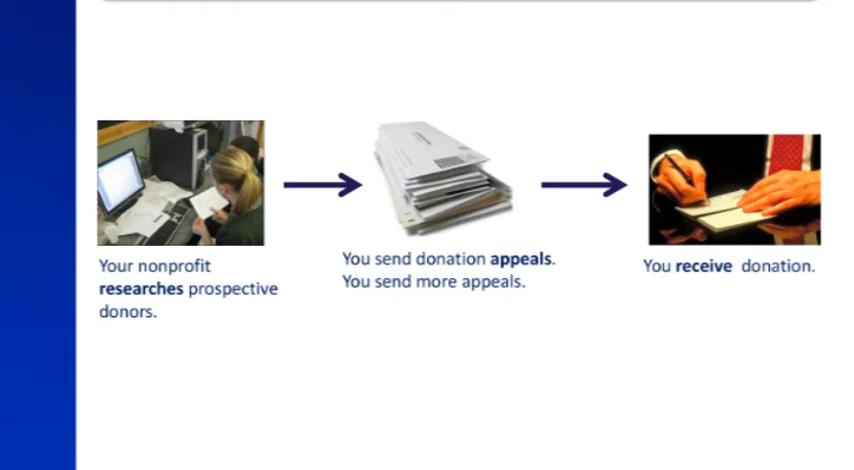 Your nonprofit
researches prospective
donors.
You send donation appeals.
You send more appeals.
You receive donation.